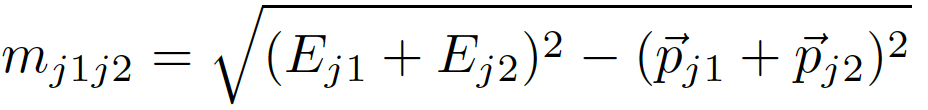 $m_{j1j2} = \sqrt{(E_{j1} + E_{j2})^2 - (\vec{p}_{j1} + \vec{p}_{j2})^2}$